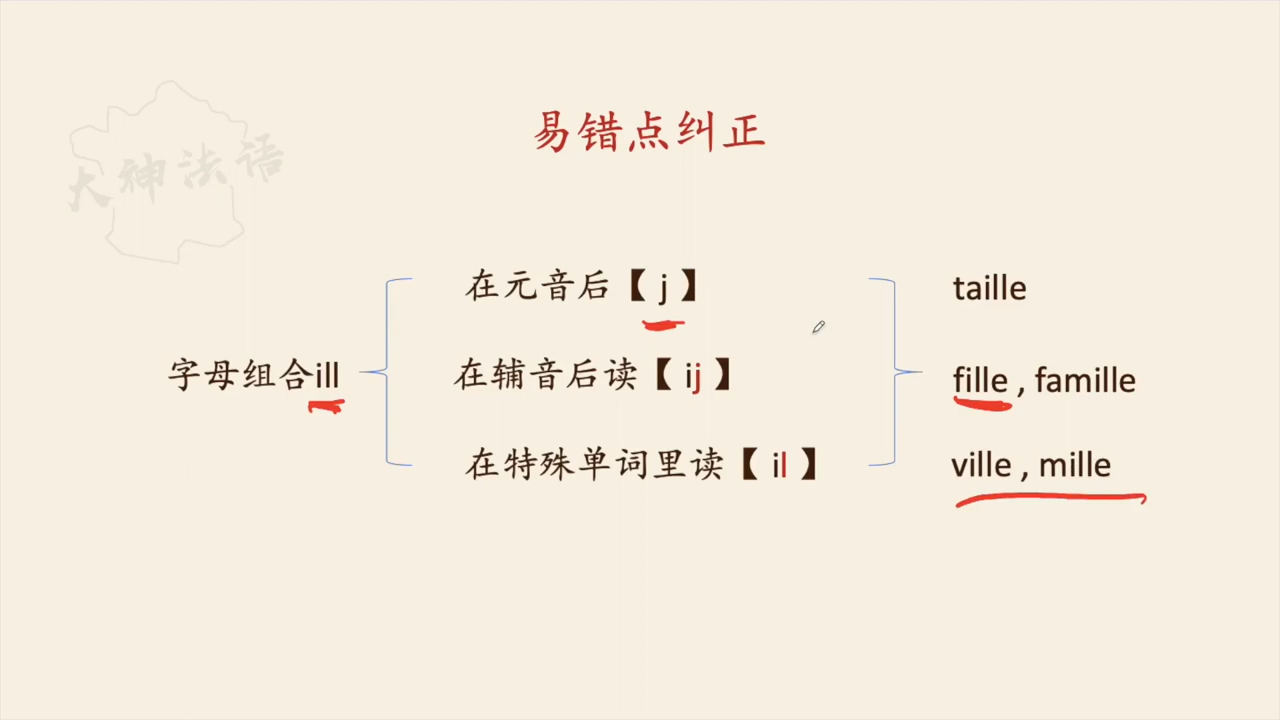 大神法语
易错点纠正
在元音后【 j 】
taille
字母组合ill
在辅音后读【 ij 】
fille , famille
在特殊单词里读【 il 】
ville , mille